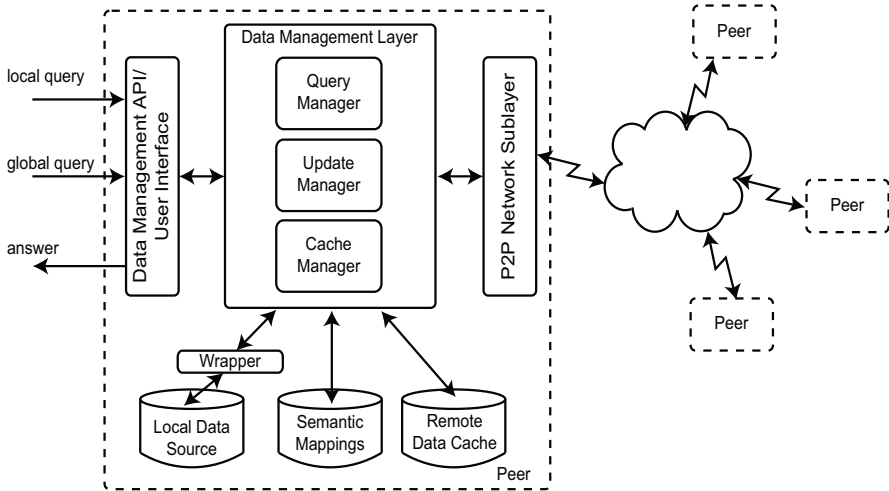 local query
global query
answer
Data Management API/
User Interface
Data Management Layer
Query
Manager
Update
Manager
Cache
Manager
P2P Network Sublayer
Wrapper
Local Data
Source
Semantic
Mappings
Remote
Data Cache
Peer
Peer
Peer
Peer